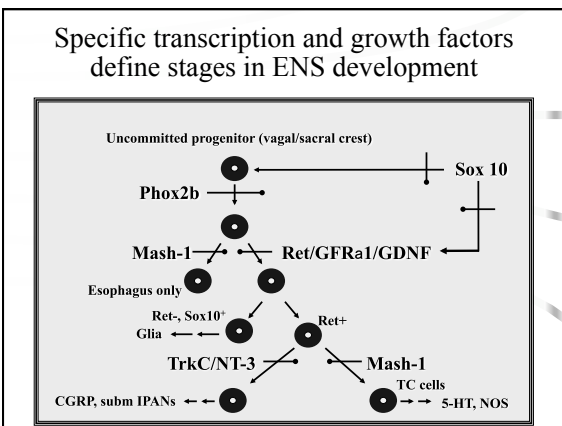 Specific transcription and growth factors
define stages in ENS development
Uncommitted progenitor (vagal/sacral crest)
Sox 10
Phox2b
Mash-1
Ret/GFRa1/GDNF
Esophagus only
Ret-, Sox10+
Glia
Ret+
TrkC/NT-3
Mash-1
TC cells
CGRP, subm IPANs
5-HT, NOS